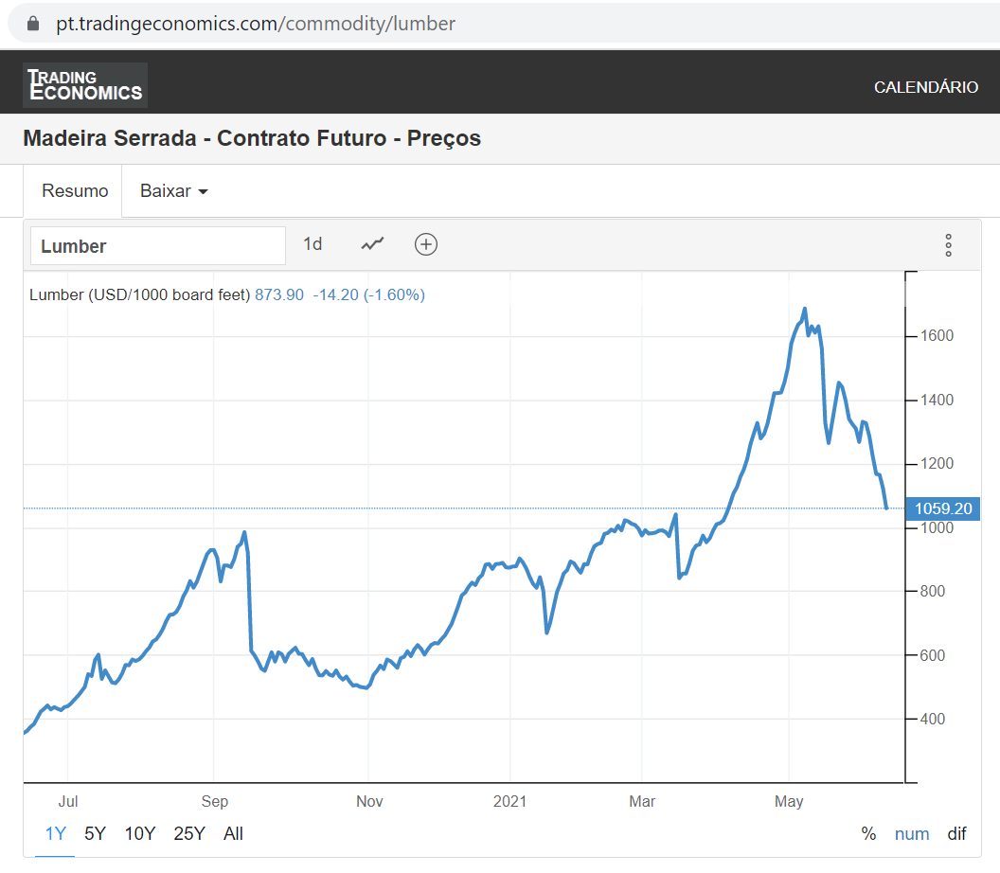 pt.tradingeconomics.com/commodity/lumber
TRADING
ECONOMICS
CALENDÁRIO
Madeira Serrada - Contrato Futuro - Preços
Resumo Baixar
Lumber 1d
Lumber (USD/1000 board feet) 873.90 -14.20 (-1.60%)
1600
1400
1200
1059.20
1000
800
600
400
Jul Sep Nov 2021 Mar May
1Y 5Y 10Y 25Y All % num dif